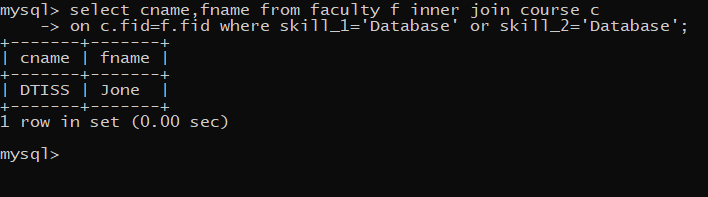 mysql> select cname,fname from faculty f inner join course c
    -> on c.fid=f.fid where skill_1='Database' or skill_2='Database';
+-------+-------+
| cname | fname |
+-------+-------+
| DTISS | Jone  |
+-------+-------+
1 row in set (0.00 sec)
mysql>